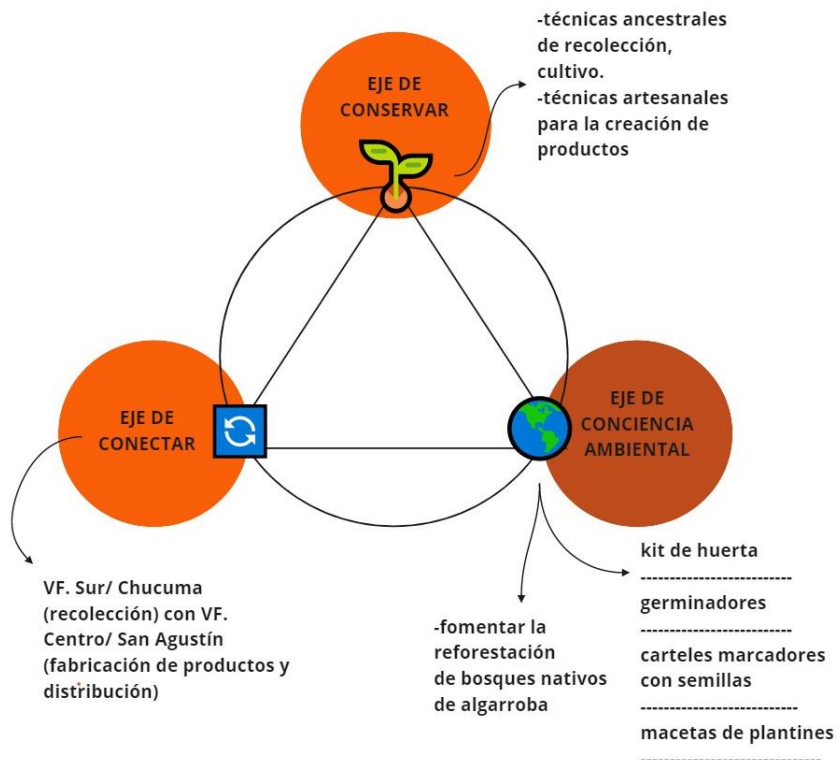 EJE DE
CONSERVAR
-técnicas ancestrales
de recolección,
cultivo.
-técnicas artesanales
para la creación de
productos
EJE DE
CONECTAR
EJE DE
CONCIENCIA
AMBIENTAL
VF. Sur/ Chucuma
(recolección) con VF.
Centro/ San Agustín
(fabricación de productos y
distribución)
-fomentar la
reforestación
de bosques nativos
de algarroba
kit de huerta
--------------------------
germinadores
--------------------------
carteles marcadores
con semillas
---------------------------
macetas de plantines
-------------------------------